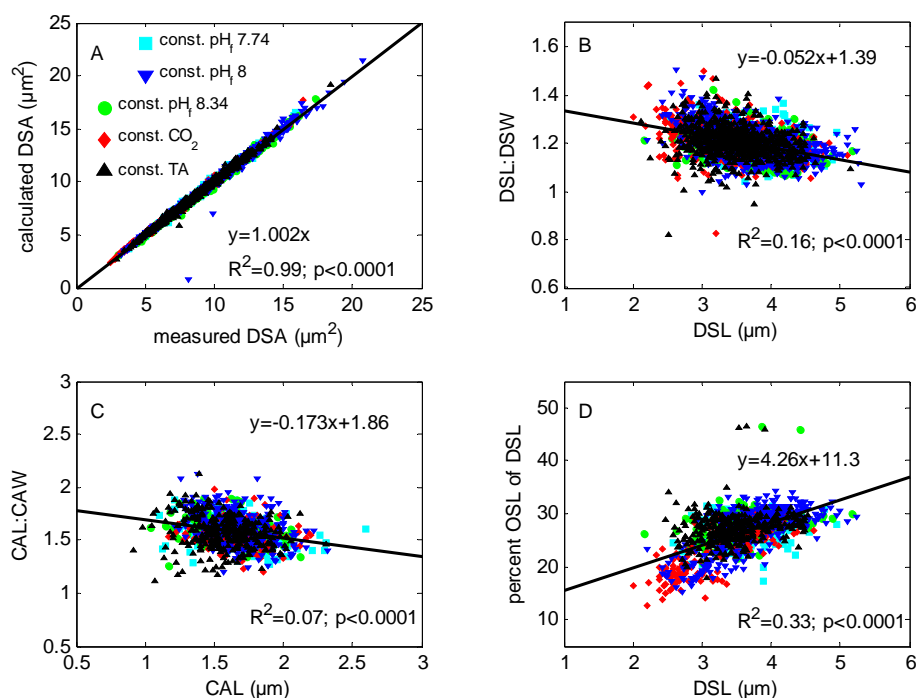 A
const. pH_f 7.74
const. pH_f 8
const. pH_f 8.34
const. CO₂
const. TA
y=1.002x
R²=0.99; p<0.0001
25
20
15
10
5
0
0 5 10 15 20 25
calculated DSA (µm²)
measured DSA (µm²)
B
y=-0.052x+1.39
R²=0.16; p<0.0001
1.6
1.4
1.2
1
0.8
0.6
1 2 3 4 5 6
DSL:DSW
DSL (µm)
C
y=-0.173x+1.86
R²=0.07; p<0.0001
3
2.5
2
1.5
1
0.5
0.5 1 1.5 2 2.5 3
CAL:CAW
CAL (µm)
D
y=4.26x+11.3
R²=0.33; p<0.0001
50
40
30
20
10
1 2 3 4 5 6
percent OSL of DSL
DSL (µm)